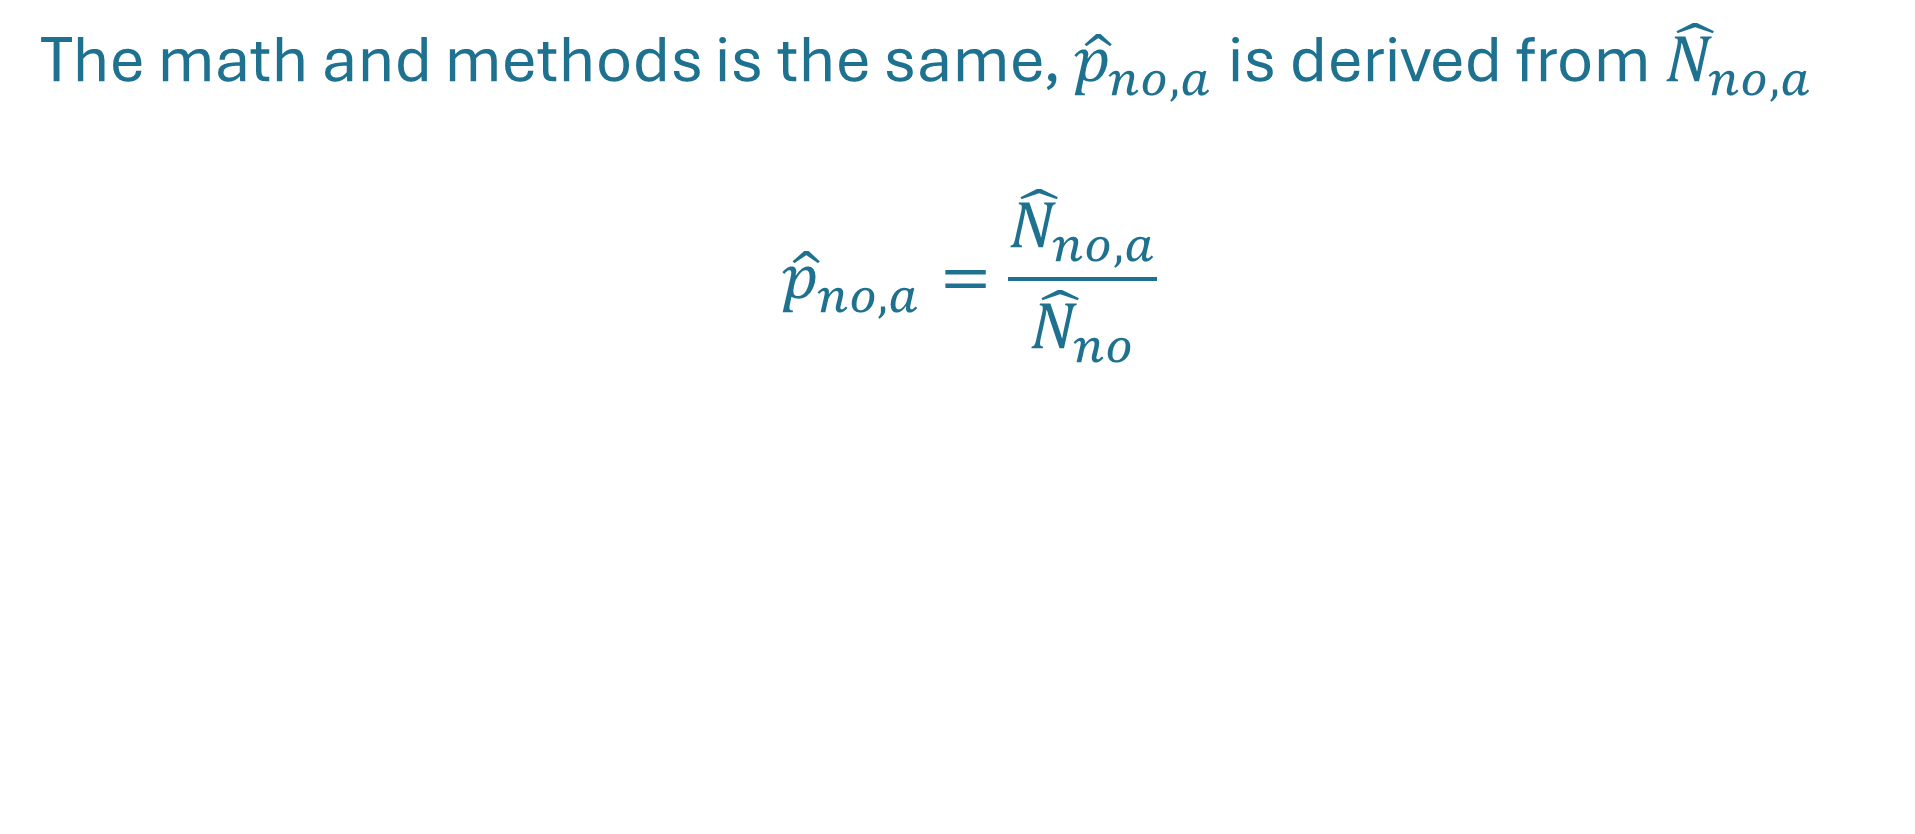 The math and methods is the same, p̂ₙₒ,ₐ is derived from N̂ₙₒ,ₐ
p̂ₙₒ,ₐ = N̂ₙₒ,ₐ / N̂ₙₒ